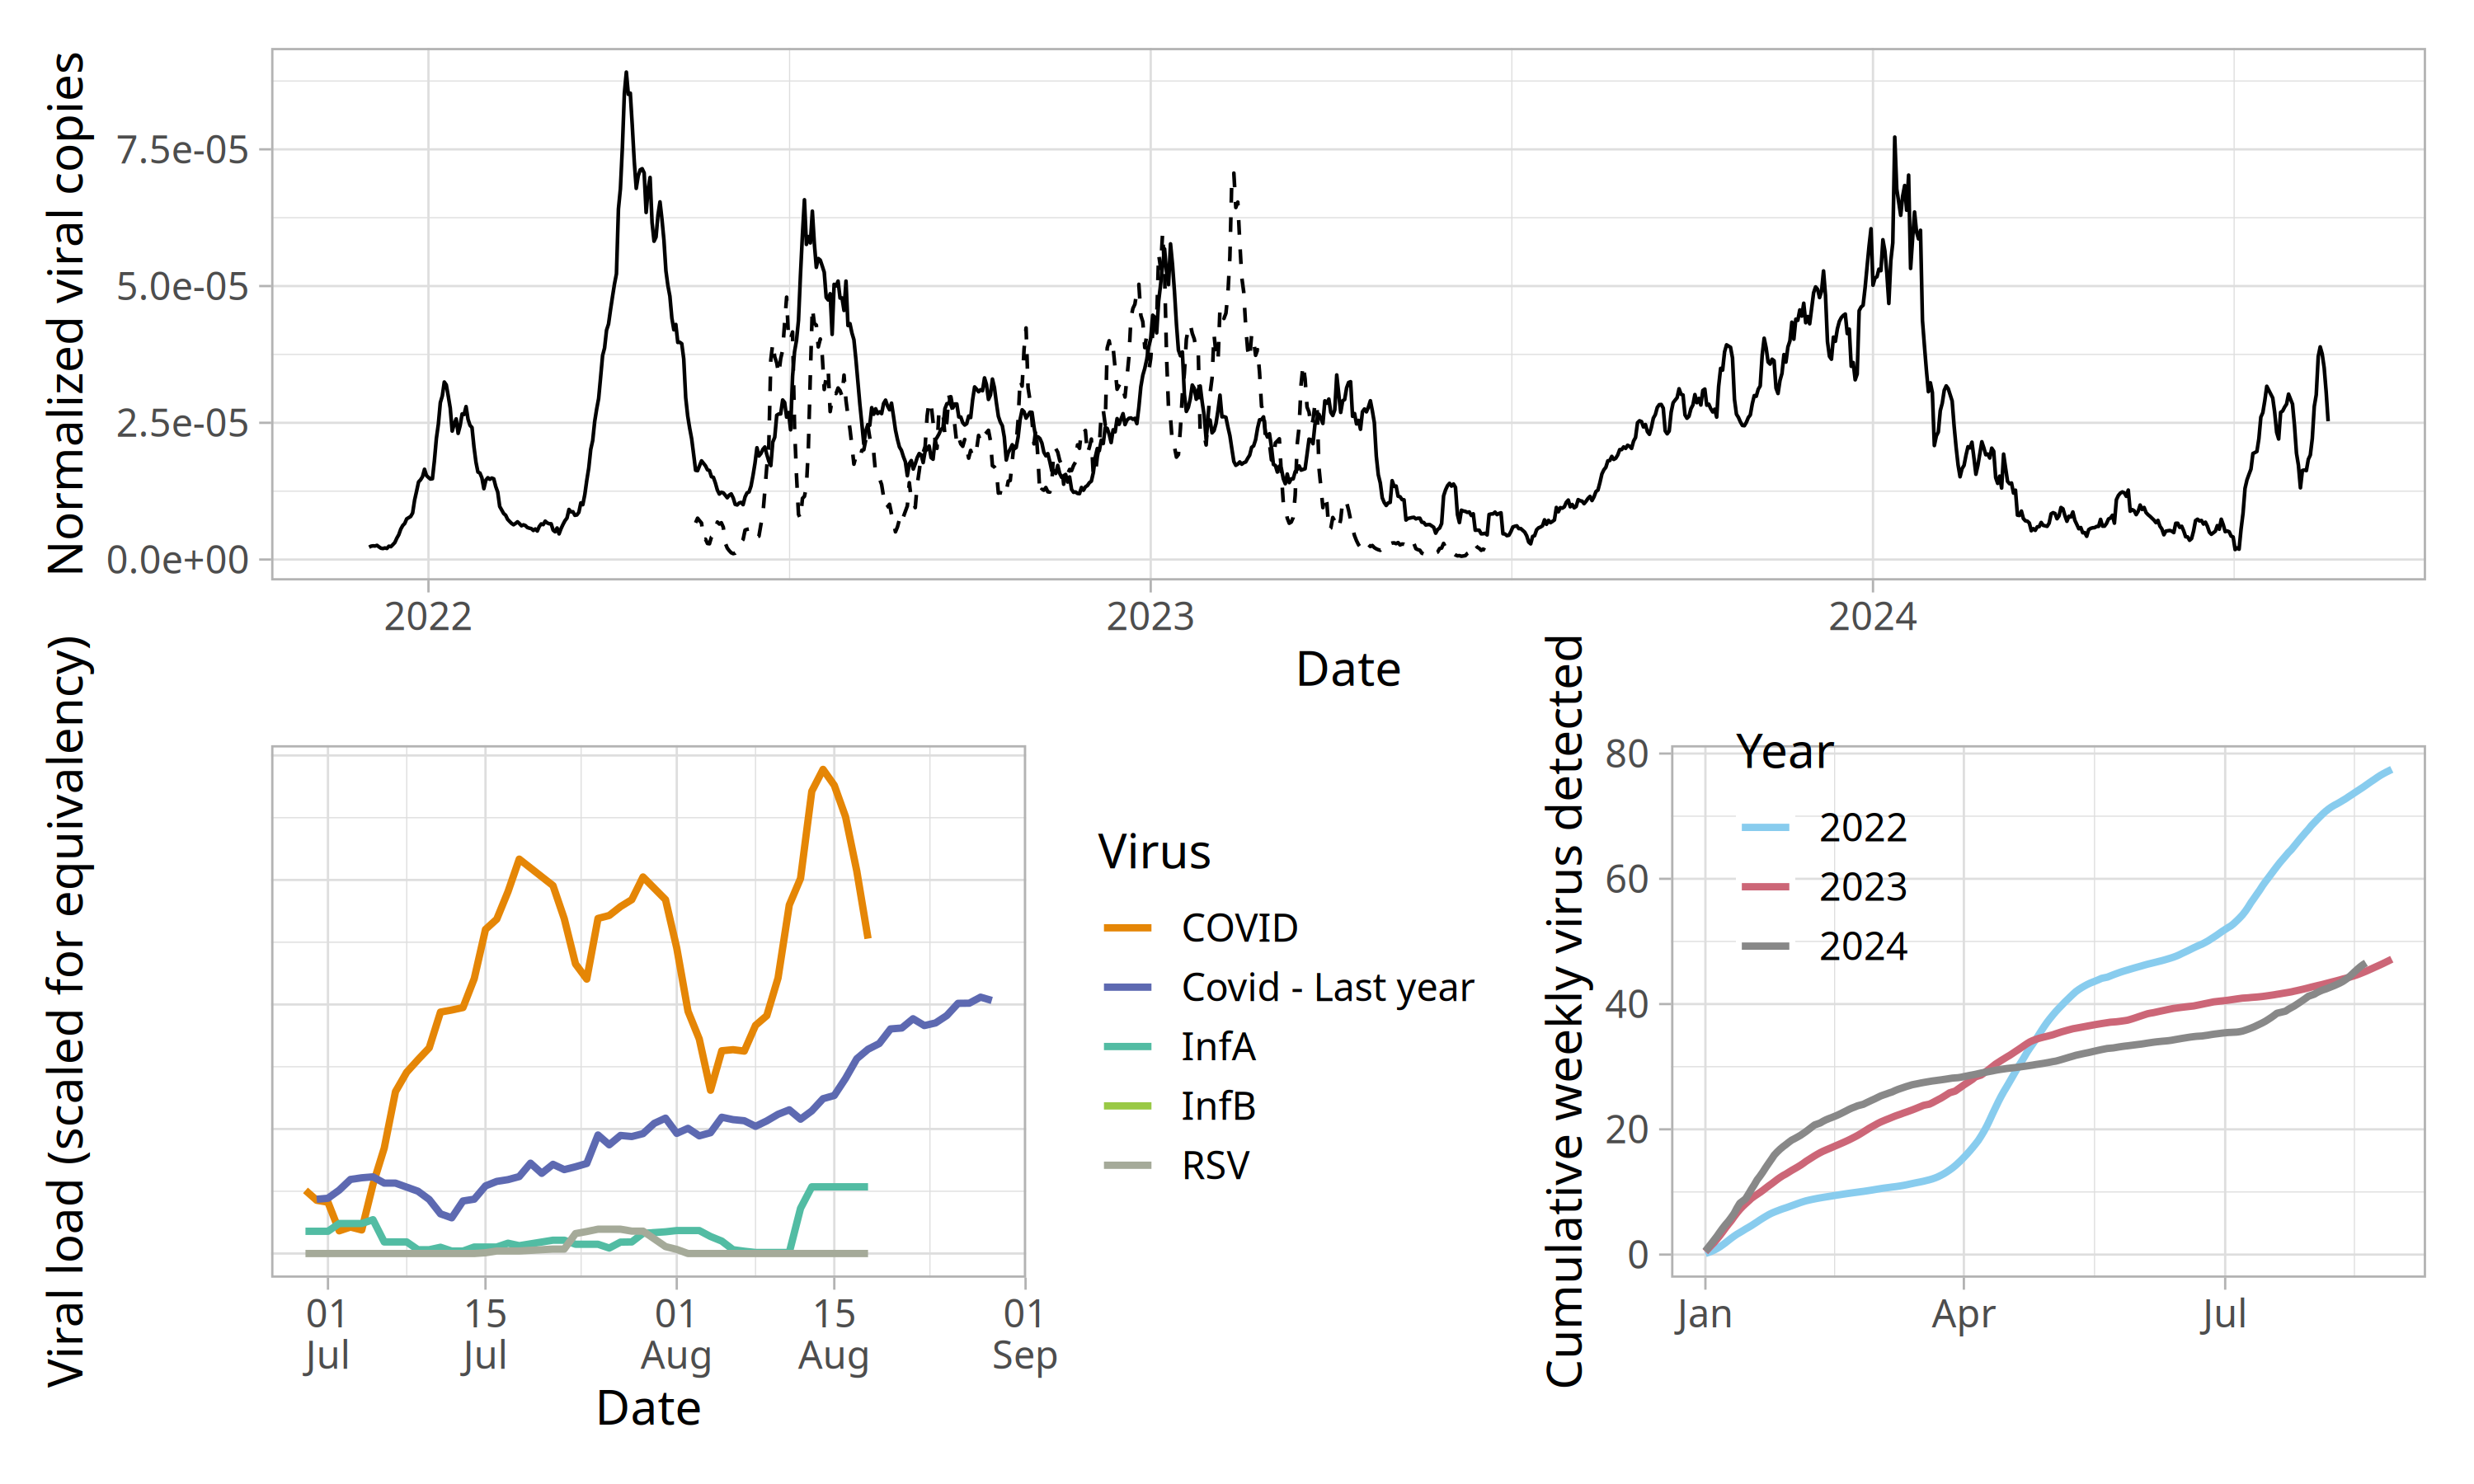 Normalized viral copies
7.5e-05
5.0e-05
2.5e-05
0.0e+00
2022
2023
2024
Date
Viral load (scaled for equivalency)
01
Jul
15
Jul
01
Aug
15
Aug
01
Sep
Date
Virus
COVID
Covid - Last year
InfA
InfB
RSV
Cumulative weekly virus detected
80
60
40
20
0
Year
2022
2023
2024
Jan
Apr
Jul